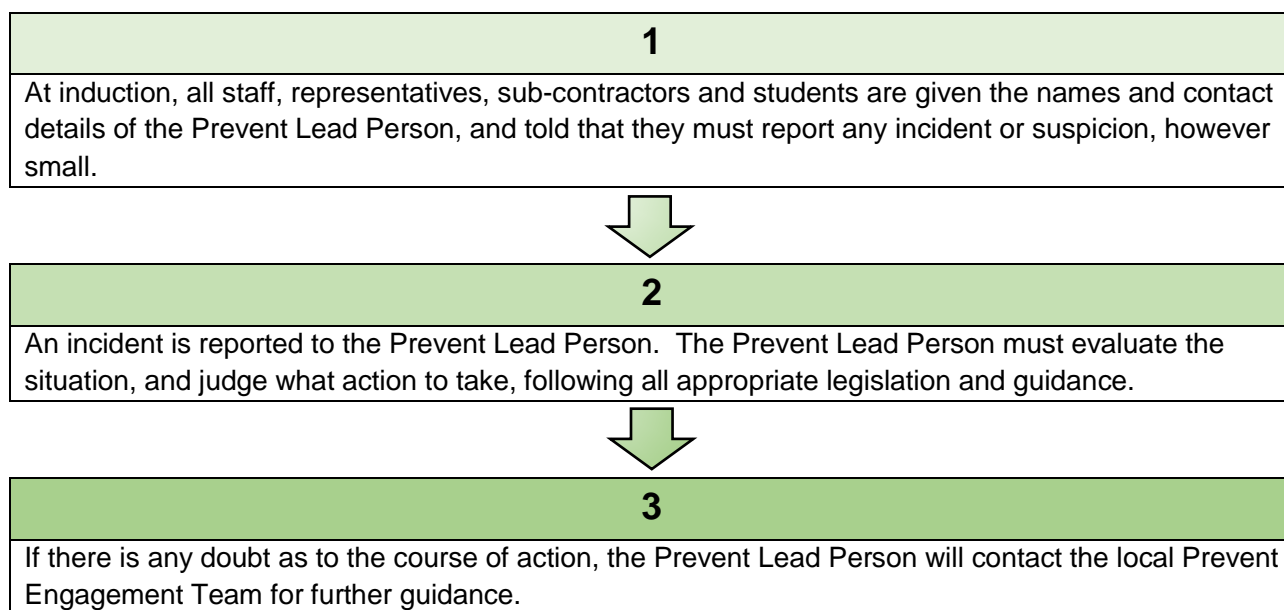 1
At induction, all staff, representatives, sub-contractors and students are given the names and contact
details of the Prevent Lead Person, and told that they must report any incident or suspicion, however
small.
2
An incident is reported to the Prevent Lead Person.  The Prevent Lead Person must evaluate the
situation, and judge what action to take, following all appropriate legislation and guidance.
3
If there is any doubt as to the course of action, the Prevent Lead Person will contact the local Prevent
Engagement Team for further guidance.